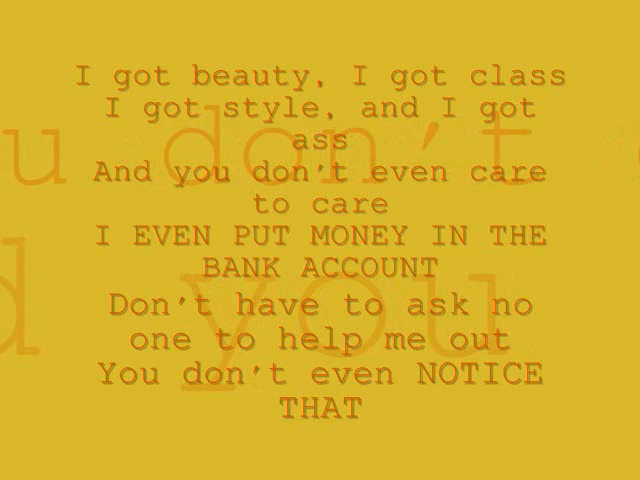 I got beauty, I got class
I got style, and I got
ass
And you don't even care
to care
I EVEN PUT MONEY IN THE
BANK ACCOUNT
Don't have to ask no
one to help me out
You don't even NOTICE
THAT
u don't
d you